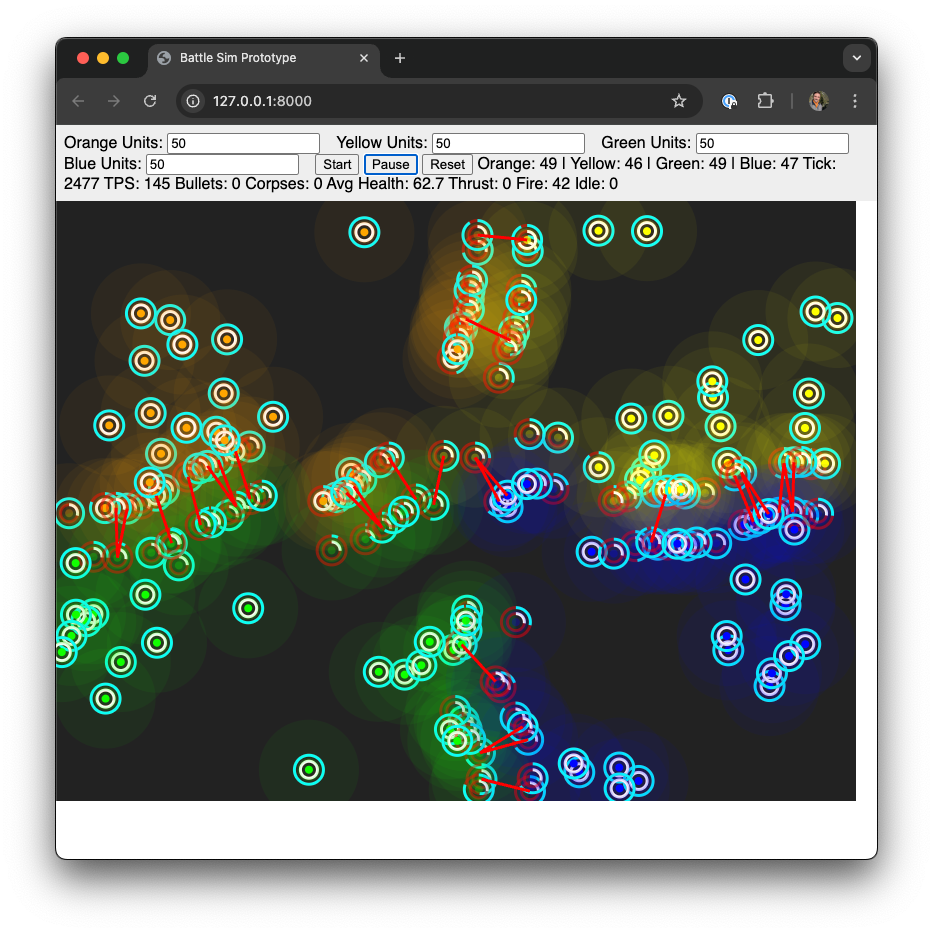 Battle Sim Prototype
127.0.0.1:8000
Orange Units: 50 Yellow Units: 50 Green Units: 50
Blue Units: 50 Start Pause Reset Orange: 49 | Yellow: 46 | Green: 49 | Blue: 47 Tick:
2477 TPS: 145 Bullets: 0 Corpses: 0 Avg Health: 62.7 Thrust: 0 Fire: 42 Idle: 0